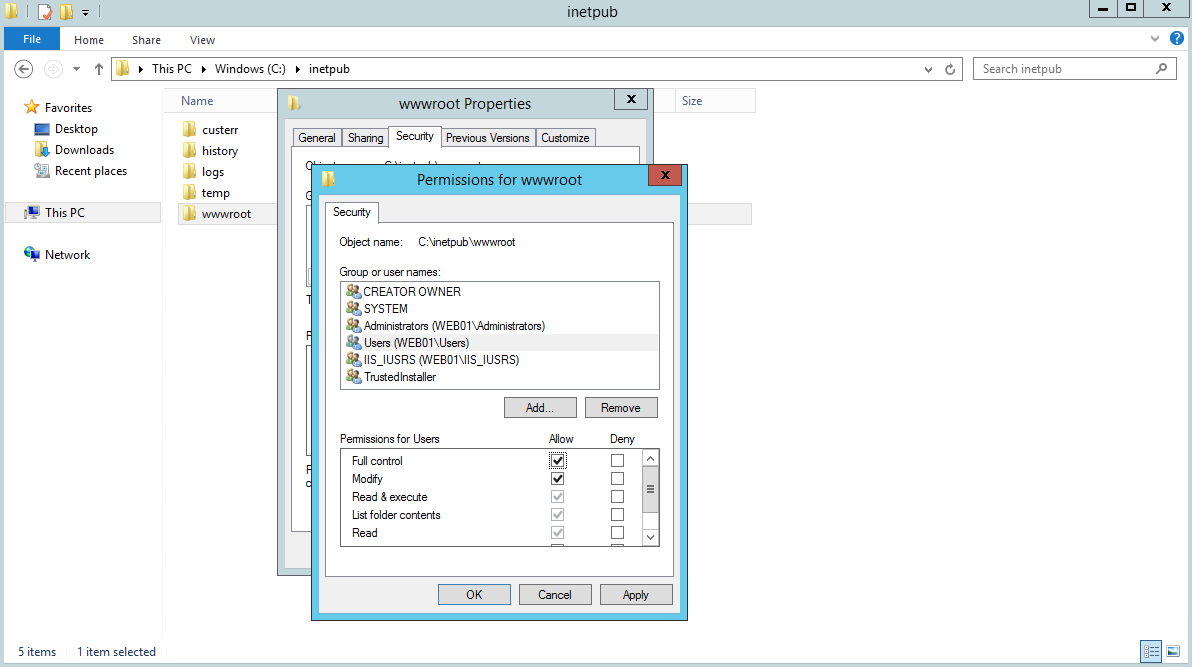 inetpub
File Home Share View
This PC Windows (C:) inetpub
Search inetpub
Favorites
Desktop
Downloads
Recent places
This PC
Network
Name Size
custerr
history
logs
temp
wwwroot
wwwroot Properties
General Sharing Security Previous Versions Customize
Permissions for wwwroot
Security
Object name: C:\inetpub\wwwroot
Group or user names:
CREATOR OWNER
SYSTEM
Administrators (WEB01\Administrators)
Users (WEB01\Users)
IIS_IUSRS (WEB01\IIS_IUSRS)
TrustedInstaller
Add... Remove
Permissions for Users Allow Deny
Full control
Modify
Read & execute
List folder contents
Read
OK Cancel Apply
5 items 1 item selected